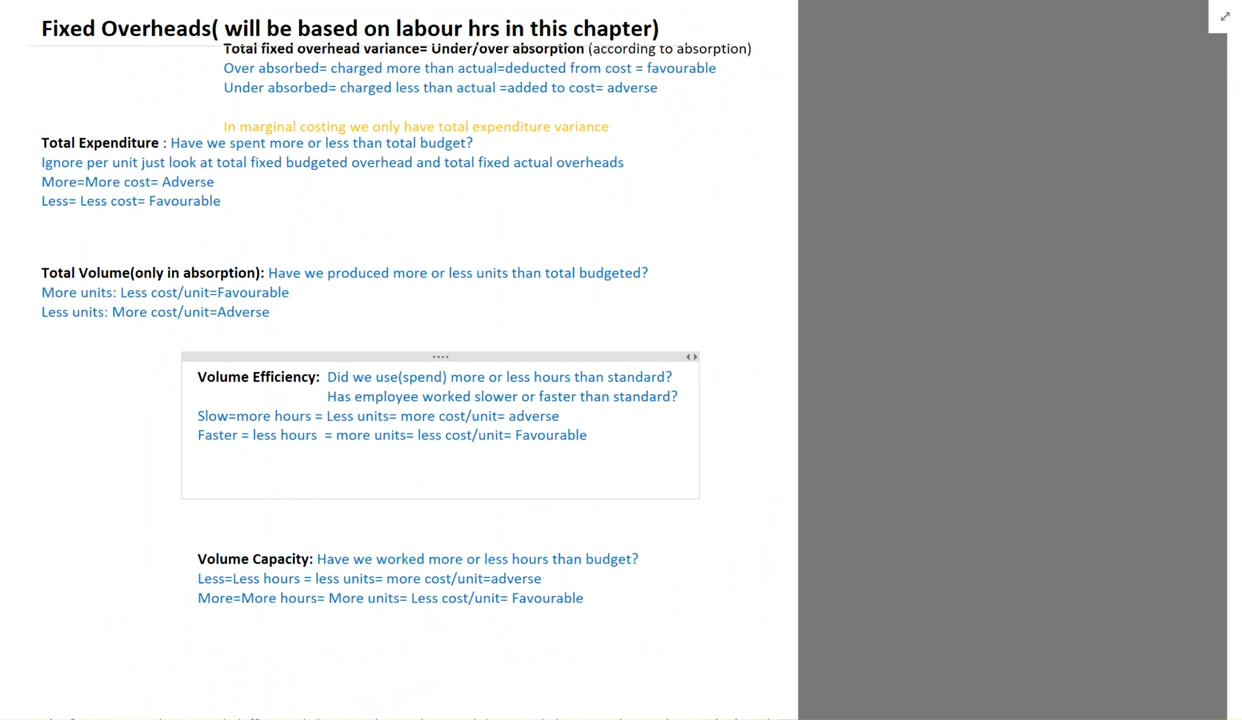 Fixed Overheads( will be based on labour hrs in this chapter)
Total fixed overhead variance= Under/over absorption (according to absorption)
Over absorbed= charged more than actual=deducted from cost = favourable
Under absorbed= charged less than actual =added to cost= adverse
In marginal costing we only have total expenditure variance
Total Expenditure : Have we spent more or less than total budget?
Ignore per unit just look at total fixed budgeted overhead and total fixed actual overheads
More=More cost= Adverse
Less= Less cost= Favourable
Total Volume(only in absorption): Have we produced more or less units than total budgeted?
More units: Less cost/unit=Favourable
Less units: More cost/unit=Adverse
Volume Efficiency: Did we use(spend) more or less hours than standard?
Has employee worked slower or faster than standard?
Slow=more hours = Less units= more cost/unit= adverse
Faster = less hours = more units= less cost/unit= Favourable
Volume Capacity: Have we worked more or less hours than budget?
Less=Less hours = less units= more cost/unit=adverse
More=More hours= More units= Less cost/unit= Favourable